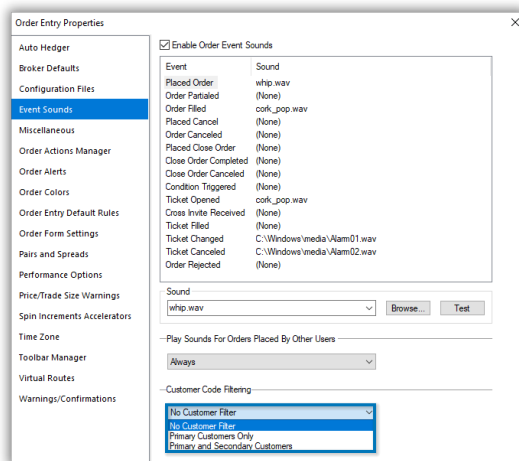 Order Entry Properties
Auto Hedger
Broker Defaults
Configuration Files
Event Sounds
Miscellaneous
Order Actions Manager
Order Alerts
Order Colors
Order Entry Default Rules
Order Form Settings
Pairs and Spreads
Performance Options
Price/Trade Size Warnings
Spin Increments Accelerators
Time Zone
Toolbar Manager
Virtual Routes
Warnings/Confirmations
Enable Order Event Sounds
Event Sound
Placed Order whip.wav
Order Partialed (None)
Order Filled cork_pop.wav
Placed Cancel (None)
Order Canceled (None)
Placed Close Order (None)
Close Order Completed (None)
Close Order Canceled (None)
Condition Triggered (None)
Ticket Opened cork_pop.wav
Cross Invite Received (None)
Ticket Filled (None)
Ticket Changed C:\Windows\media\Alarm01.wav
Ticket Canceled C:\Windows\media\Alarm02.wav
Order Rejected (None)
Sound
whip.wav Browse... Test
Play Sounds For Orders Placed By Other Users
Always
Customer Code Filtering
No Customer Filter
No Customer Filter
Primary Customers Only
Primary and Secondary Customers